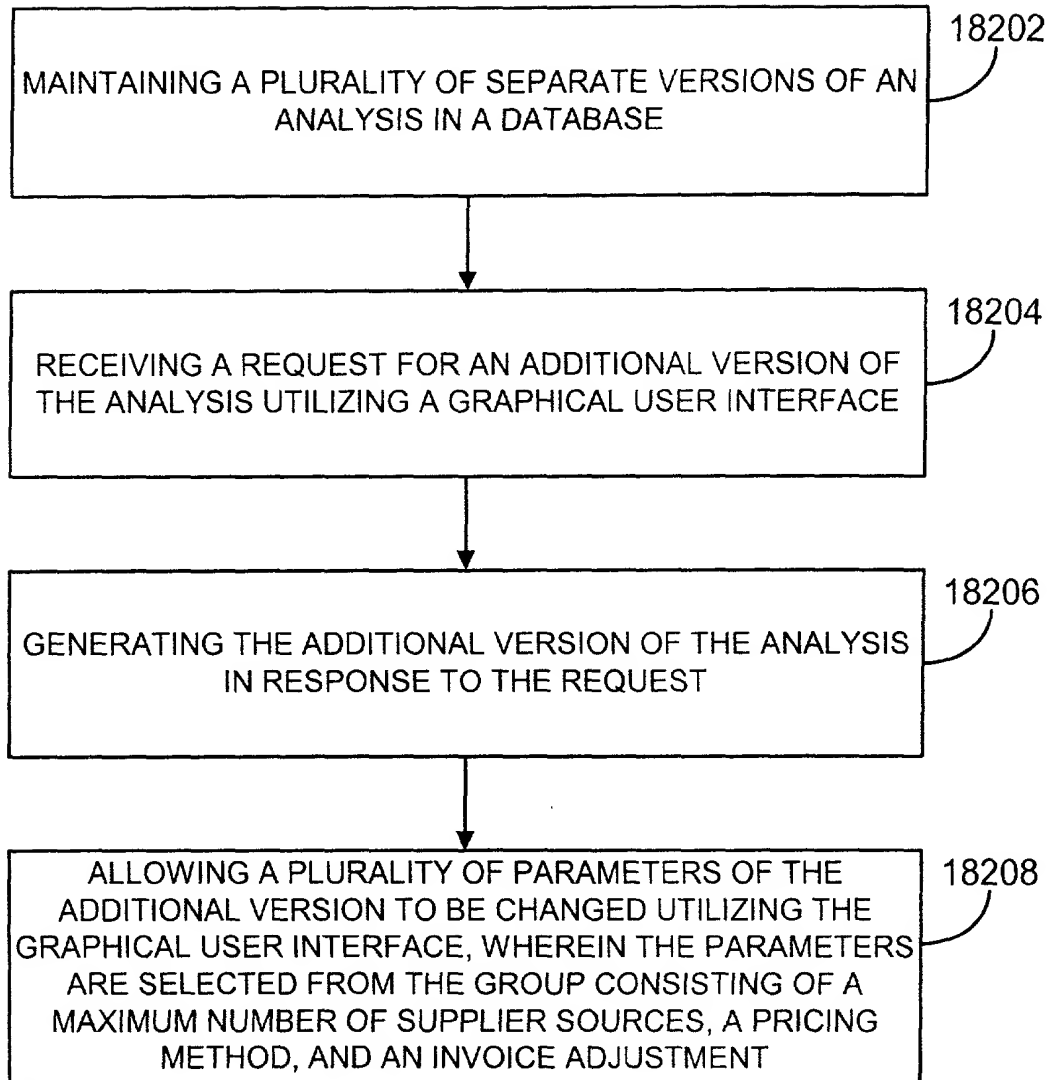 18202
MAINTAINING A PLURALITY OF SEPARATE VERSIONS OF AN
ANALYSIS IN A DATABASE
18204
RECEIVING A REQUEST FOR AN ADDITIONAL VERSION OF
THE ANALYSIS UTILIZING A GRAPHICAL USER INTERFACE
18206
GENERATING THE ADDITIONAL VERSION OF THE ANALYSIS
IN RESPONSE TO THE REQUEST
18208
ALLOWING A PLURALITY OF PARAMETERS OF THE
ADDITIONAL VERSION TO BE CHANGED UTILIZING THE
GRAPHICAL USER INTERFACE, WHEREIN THE PARAMETERS
ARE SELECTED FROM THE GROUP CONSISTING OF A
MAXIMUM NUMBER OF SUPPLIER SOURCES, A PRICING
METHOD, AND AN INVOICE ADJUSTMENT